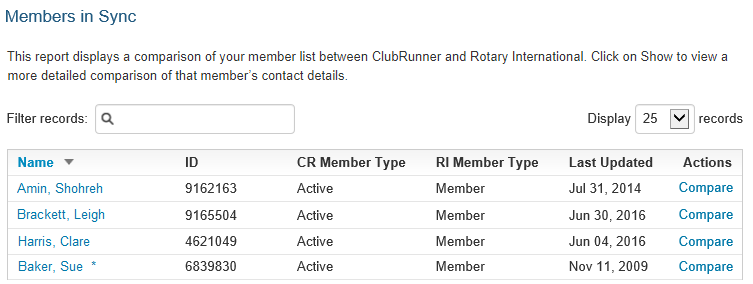 Members in Sync
This report displays a comparison of your member list between ClubRunner and Rotary International. Click on Show to view a
more detailed comparison of that member's contact details.
Filter records: Display 25 records
Name ID CR Member Type RI Member Type Last Updated Actions
Amin, Shohreh 9162163 Active Member Jul 31, 2014 Compare
Brackett, Leigh 9165504 Active Member Jun 30, 2016 Compare
Harris, Clare 4621049 Active Member Jun 04, 2016 Compare
Baker, Sue * 6839830 Active Member Nov 11, 2009 Compare